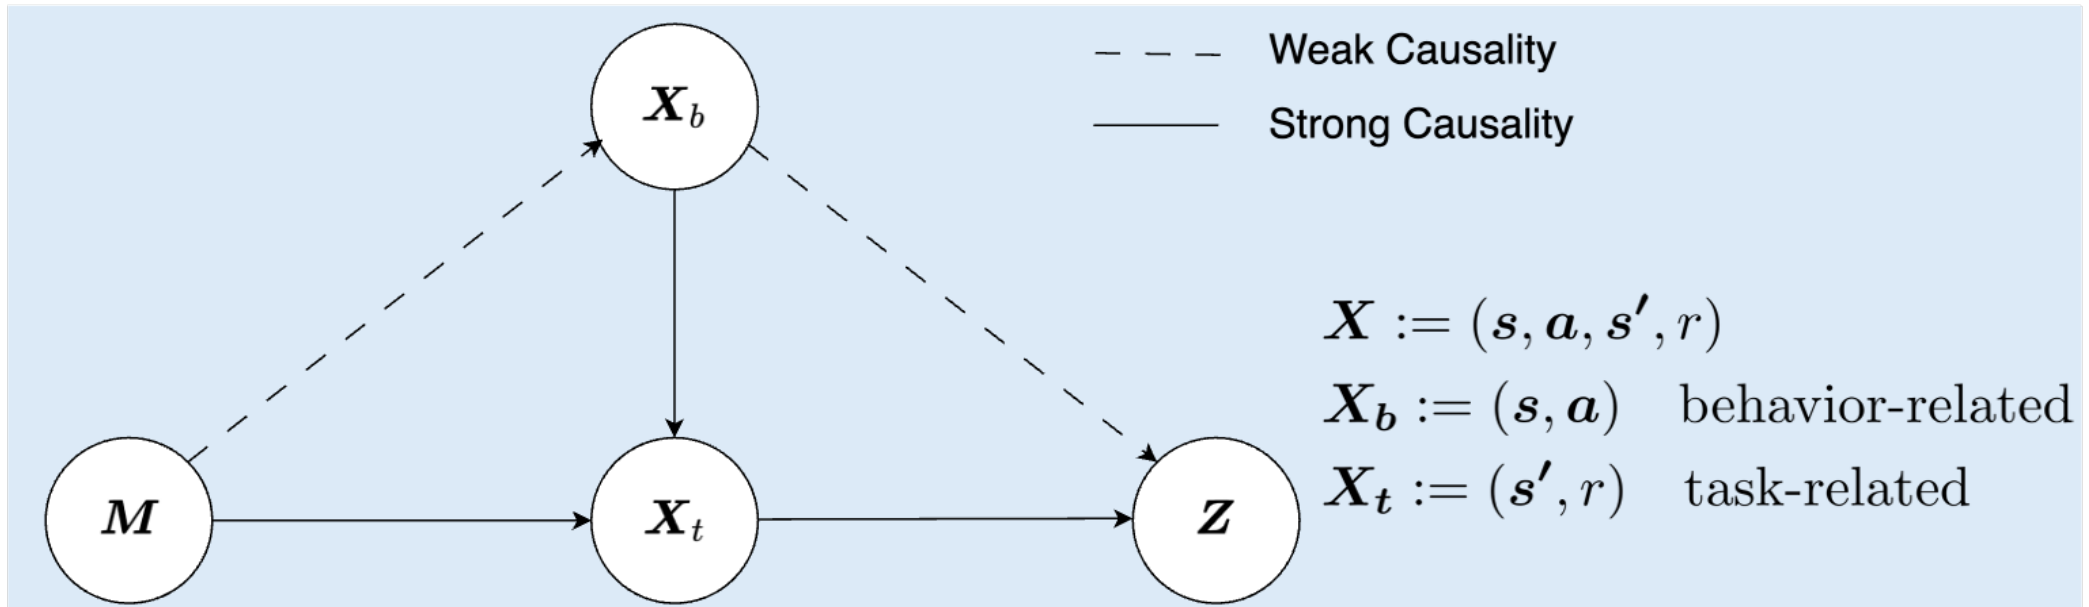 X_b
Weak Causality
Strong Causality
X := (s, a, s′, r)
X_b := (s, a) behavior-related
X_t := (s′, r) task-related
M
X_t
Z